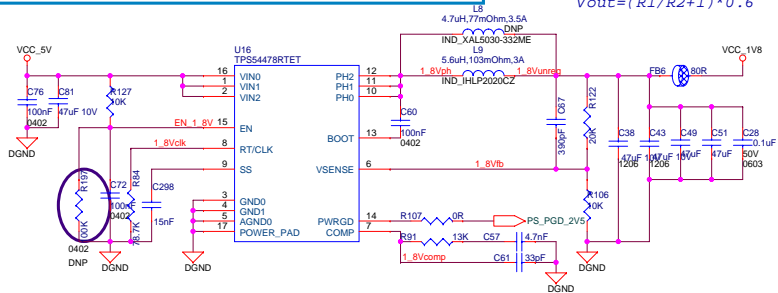 Vout=(R1/R2+1)*0.6
L8
4.7uH,77mOhm,3.5A
DNP
IND_XAL5030-332ME
VCC_5V
U16
TPS54478RTET
L9
5.6uH,103mOhm,3A
IND_IHLP2020CZ
VCC_1V8
FB6
80R
1_8Vph
1_8Vunreg
16
1
2
VIN0
VIN1
VIN2
PH2
PH1
PH0
12
11
10
C76
100nF
0402
C81
47uF 10V
R127
10K
EN_1_8V
15
EN
C60
100nF
0402
BOOT
13
C67
390pF
R122
20K
C38
47uF 10V
1206
C43
47uF 10V
1206
C49
47uF
C51
47uF
C28
0.1uF
50V
0603
DGND
1_8Vclk
8
RT/CLK
9
SS
VSENSE
6
1_8Vfb
R197
100K
0402
DNP
C72
100nF
0402
R84
78.7K
C298
15nF
3
4
5
17
GND0
GND1
AGND0
POWER_PAD
PWRGD
COMP
14
7
R107
0R
PS_PGD_2V5
R106
10K
R91
13K
C57
4.7nF
1_8Vcomp
C61
33pF
DGND
DGND
DGND
DGND
DGND
DGND